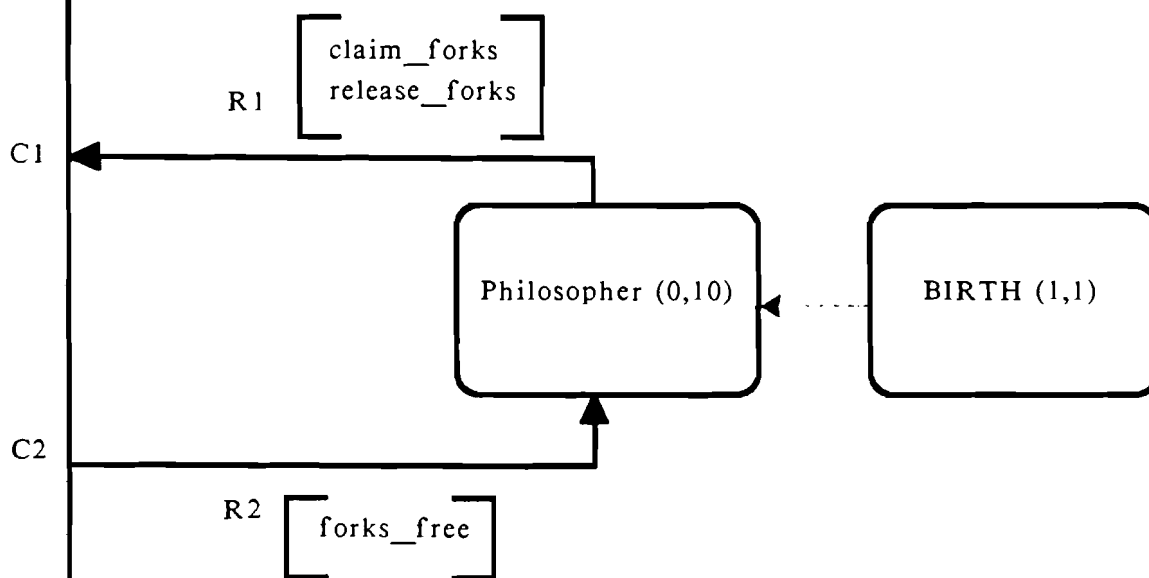 claim_forks
release_forks
R1
C1
Philosopher (0,10)
BIRTH (1,1)
C2
R2
forks_free